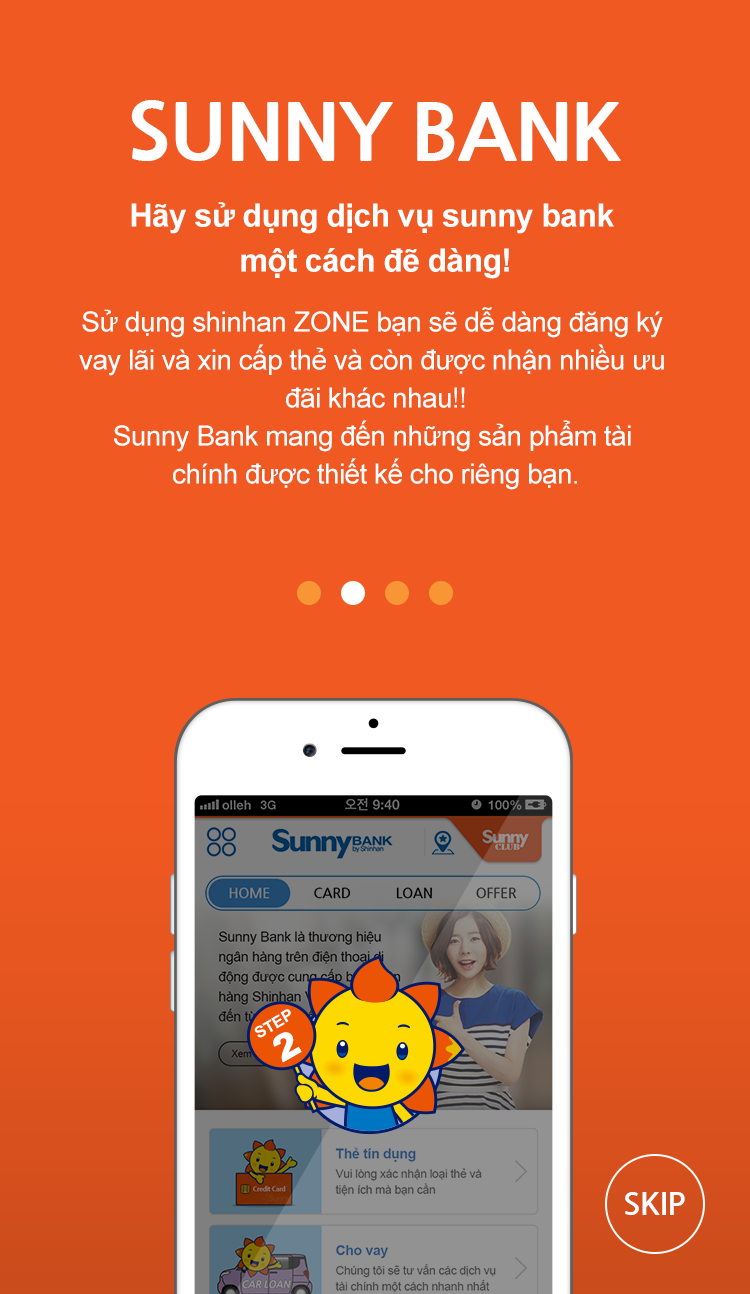 SUNNY BANK
Hãy sử dụng dịch vụ sunny bank
một cách đẽ dàng!
Sử dụng shinhan ZONE bạn sẽ dễ dàng đăng ký
vay lãi và xin cấp thẻ và còn được nhận nhiều ưu
đãi khác nhau!!
Sunny Bank mang đến những sản phẩm tài
chính được thiết kế cho riêng bạn.
olleh 3G 오전 9:40 100%
Sunny BANK
by Shinhan
Sunny
CLUB
HOME CARD LOAN OFFER
Sunny Bank là thương hiệu
ngân hàng trên điện thoại di
động được cung cấp
hàng Shinhan
đến
Xem
STEP
2
Credit Card
Thẻ tín dụng
Vui lòng xác nhận loại thẻ và
tiện ích mà bạn cần
CAR LOAN
Cho vay
Chúng tôi sẽ tư vấn các dịch vụ
tài chính một cách nhanh nhất
SKIP